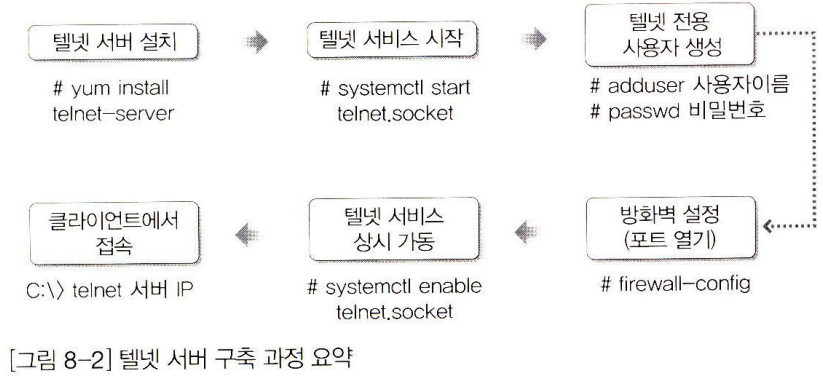 텔넷 서버 설치
# yum install
telnet-server
텔넷 서비스 시작
# systemctl start
telnet.socket
텔넷 전용
사용자 생성
# adduser 사용자이름
# passwd 비밀번호
방화벽 설정
(포트 열기)
# firewall-config
텔넷 서비스
상시 가동
# systemctl enable
telnet.socket
클라이언트에서
접속
C:\> telnet 서버 IP
[그림 8-2] 텔넷 서버 구축 과정 요약